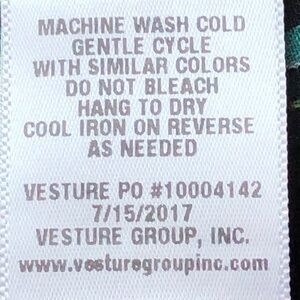 MACHINE WASH COLD
GENTLE CYCLE
WITH SIMILAR COLORS
DO NOT BLEACH
HANG TO DRY
COOL IRON ON REVERSE
AS NEEDED
VESTURE PO #10004142
7/15/2017
VESTURE GROUP, INC.
www.vesturegroupinc.com